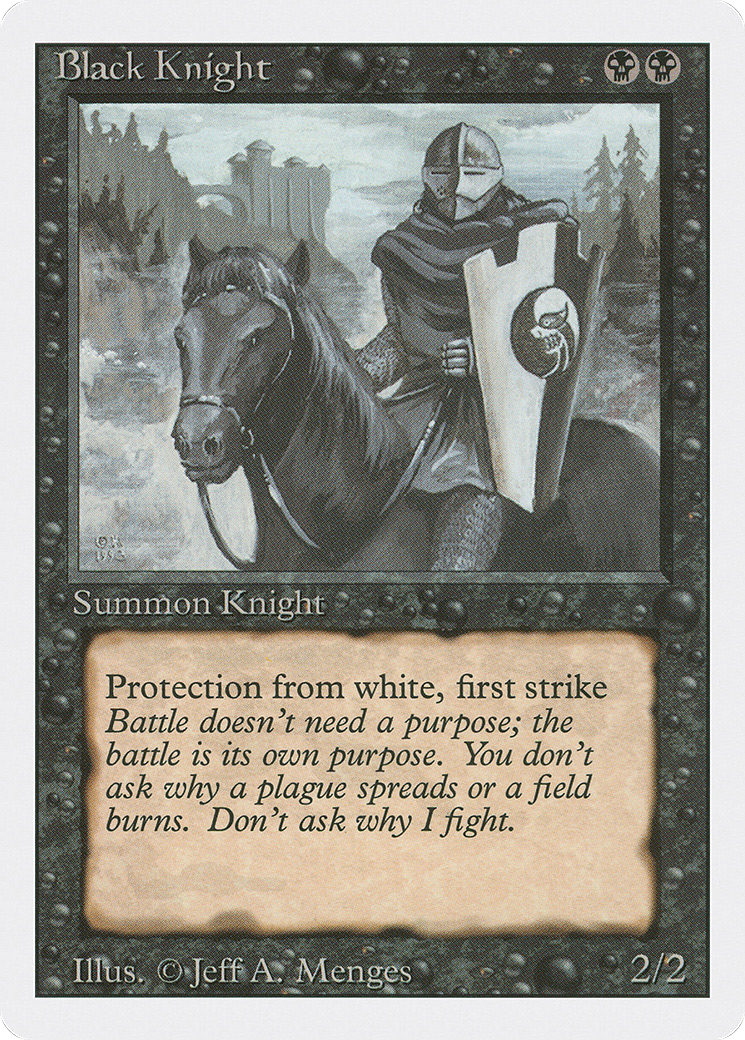 Black Knight
Summon Knight
Protection from white, first strike
Battle doesn't need a purpose; the
battle is its own purpose. You don't
ask why a plague spreads or a field
burns. Don't ask why I fight.
Illus. © Jeff A. Menges
2/2